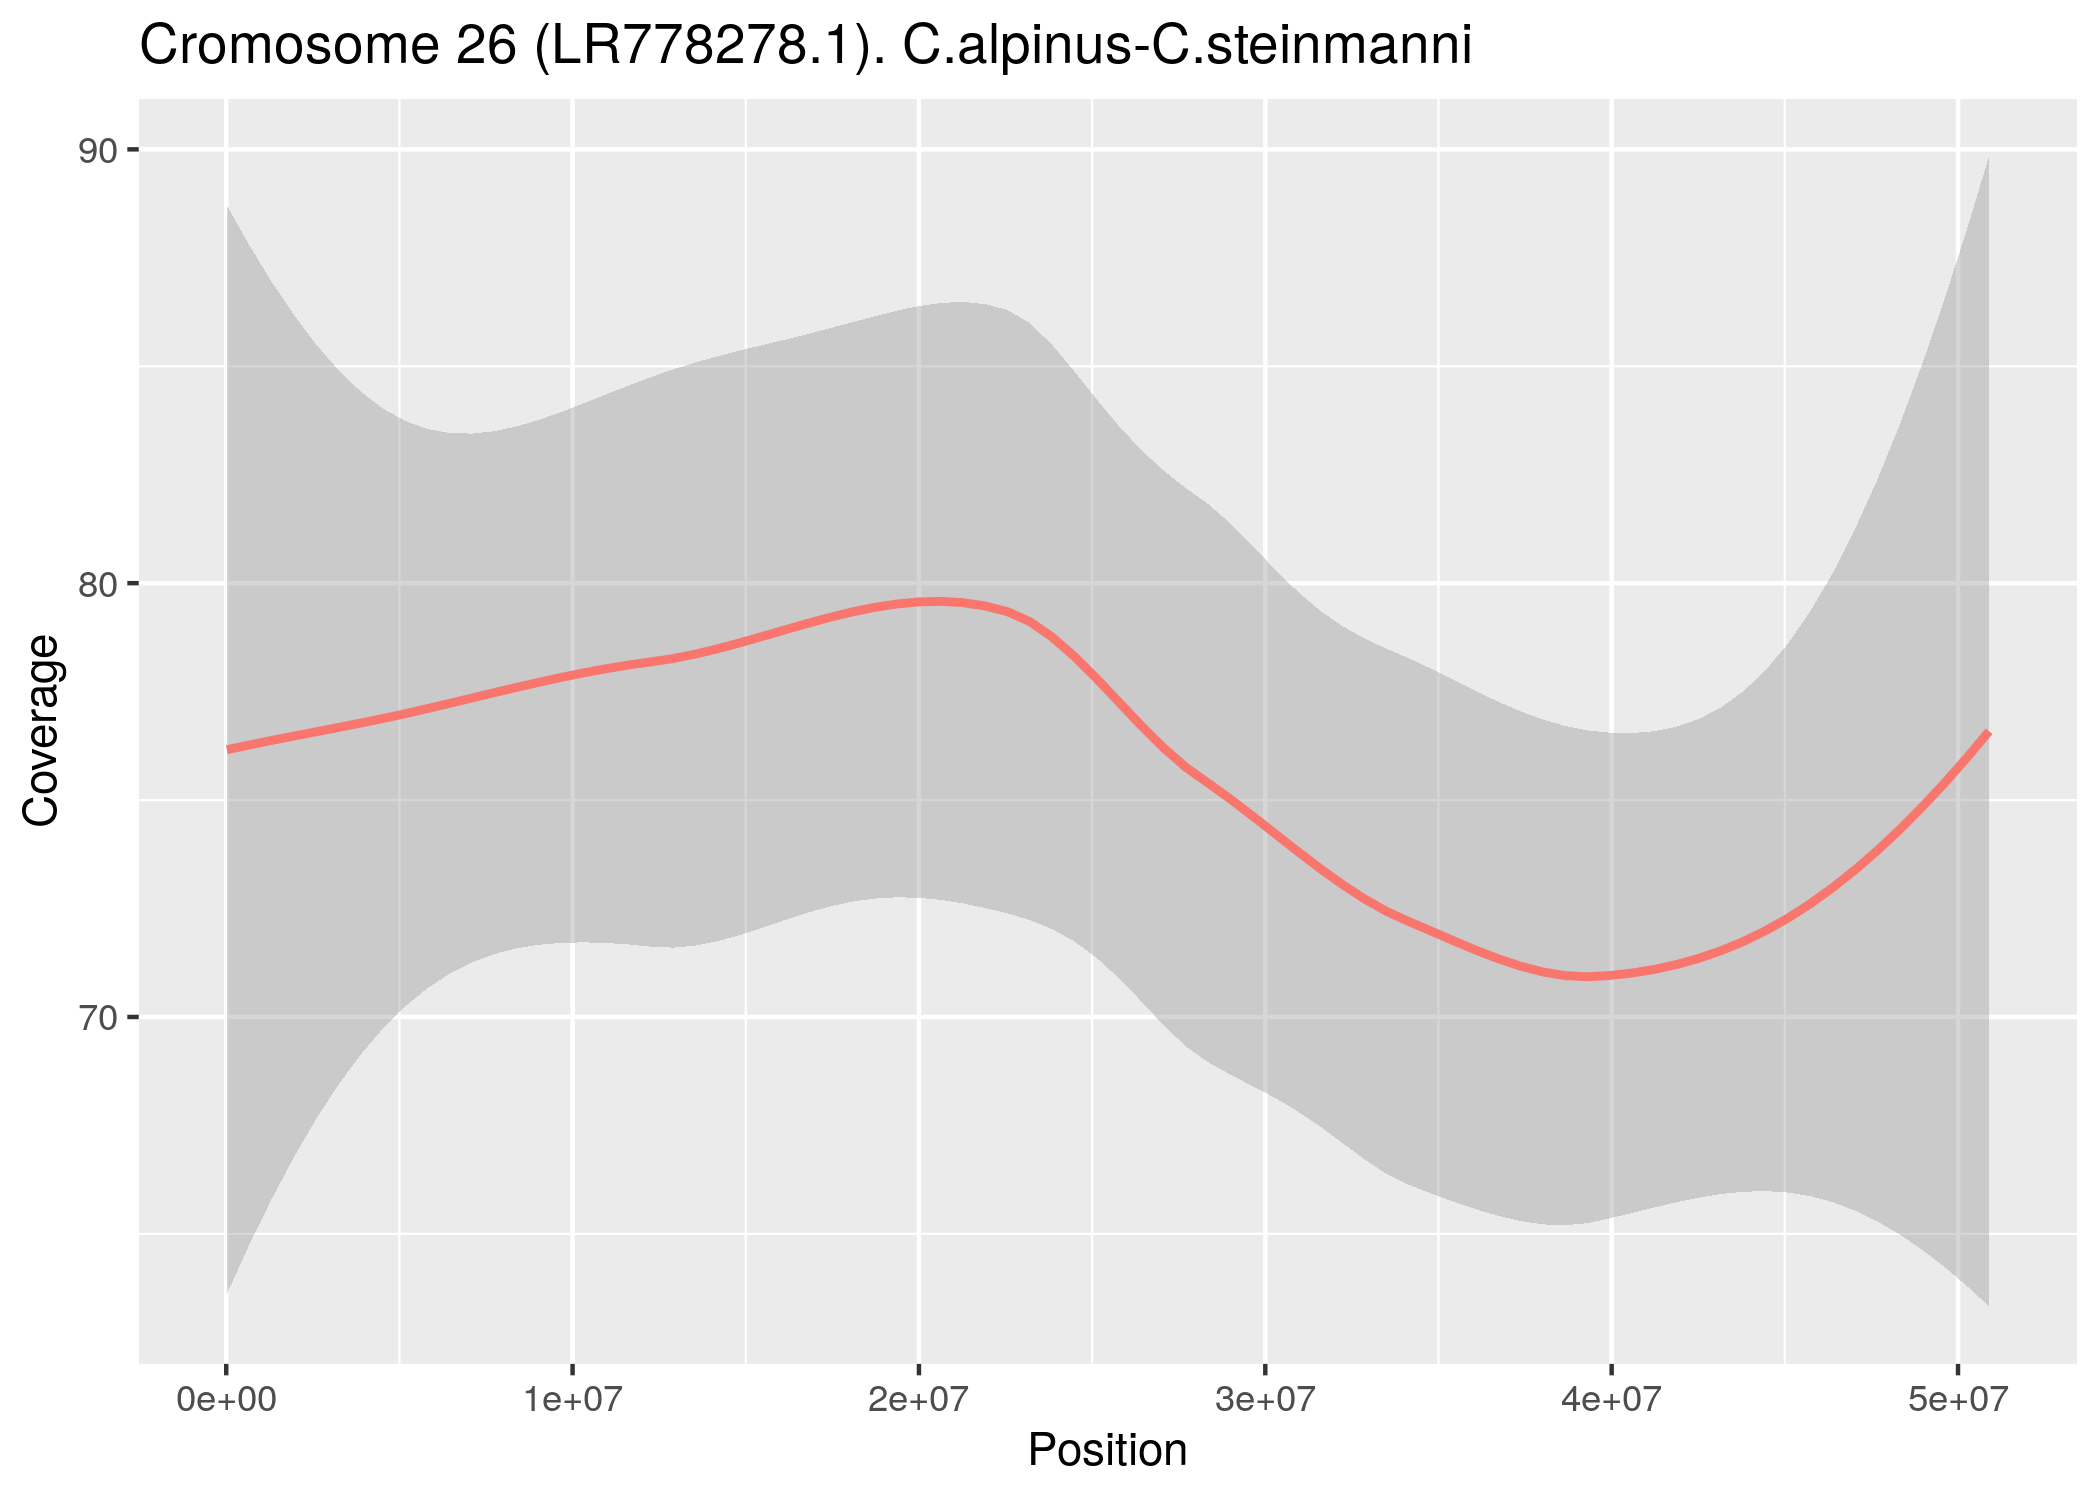 Cromosome 26 (LR778278.1). C.alpinus-C.steinmanni
90
80
70
Coverage
0e+00 1e+07 2e+07 3e+07 4e+07 5e+07
Position